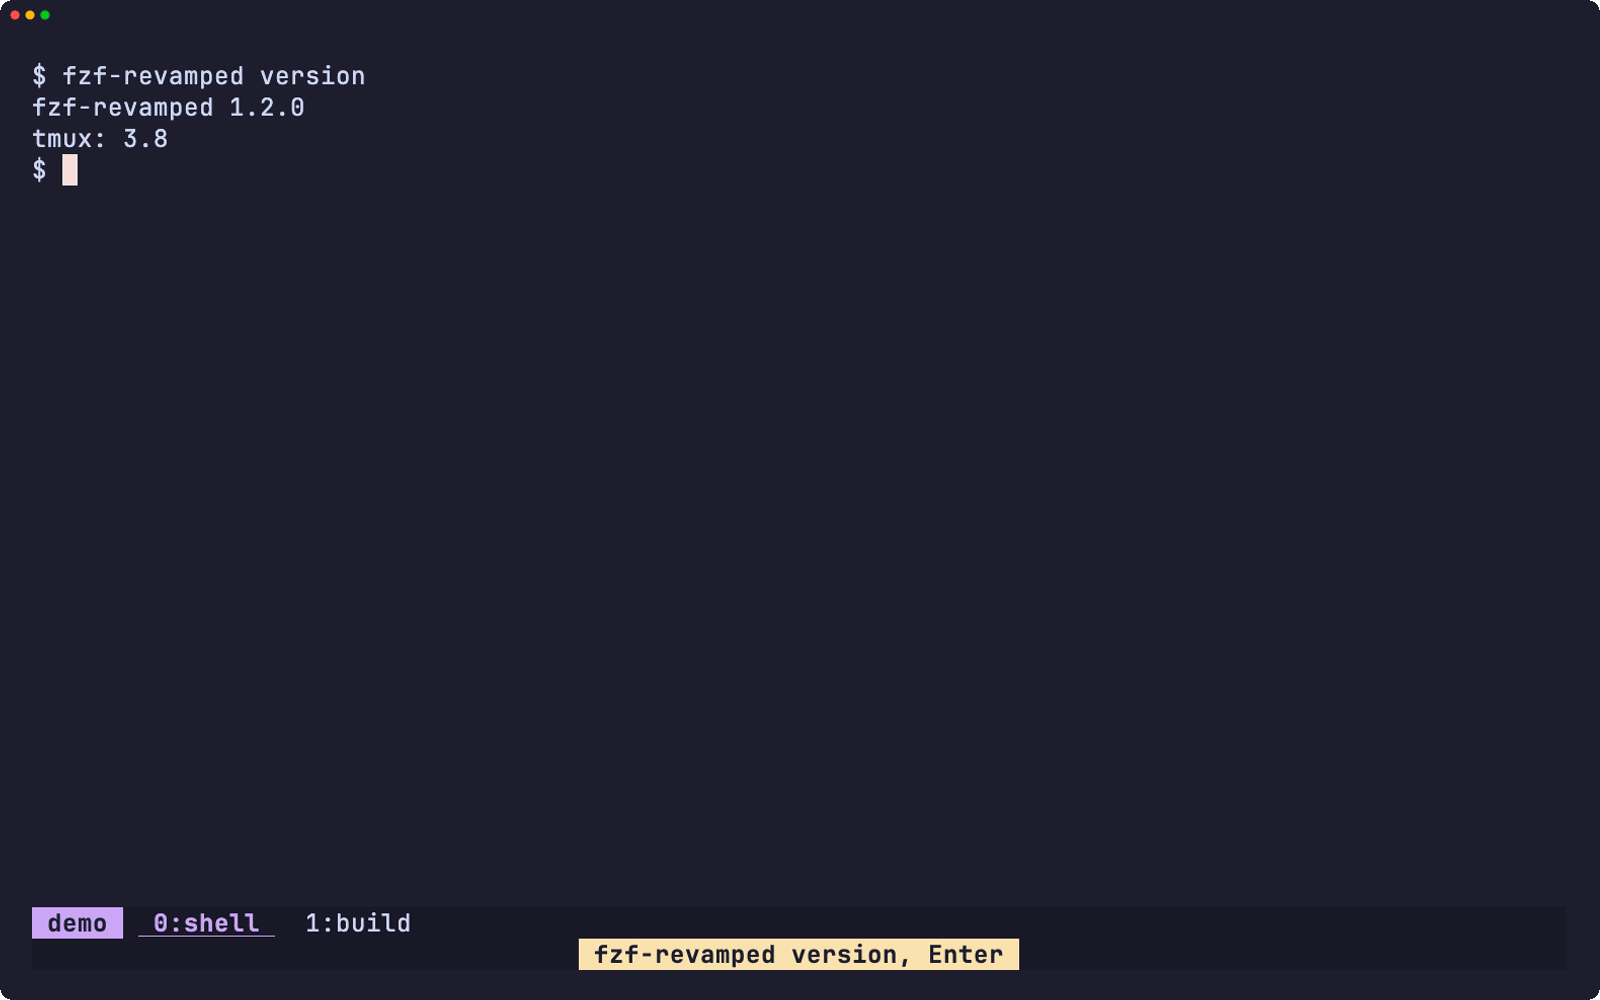 $ fzf-revamped version
fzf-revamped 1.2.0
tmux: 3.8
$
demo 0:shell 1:build
fzf-revamped version, Enter